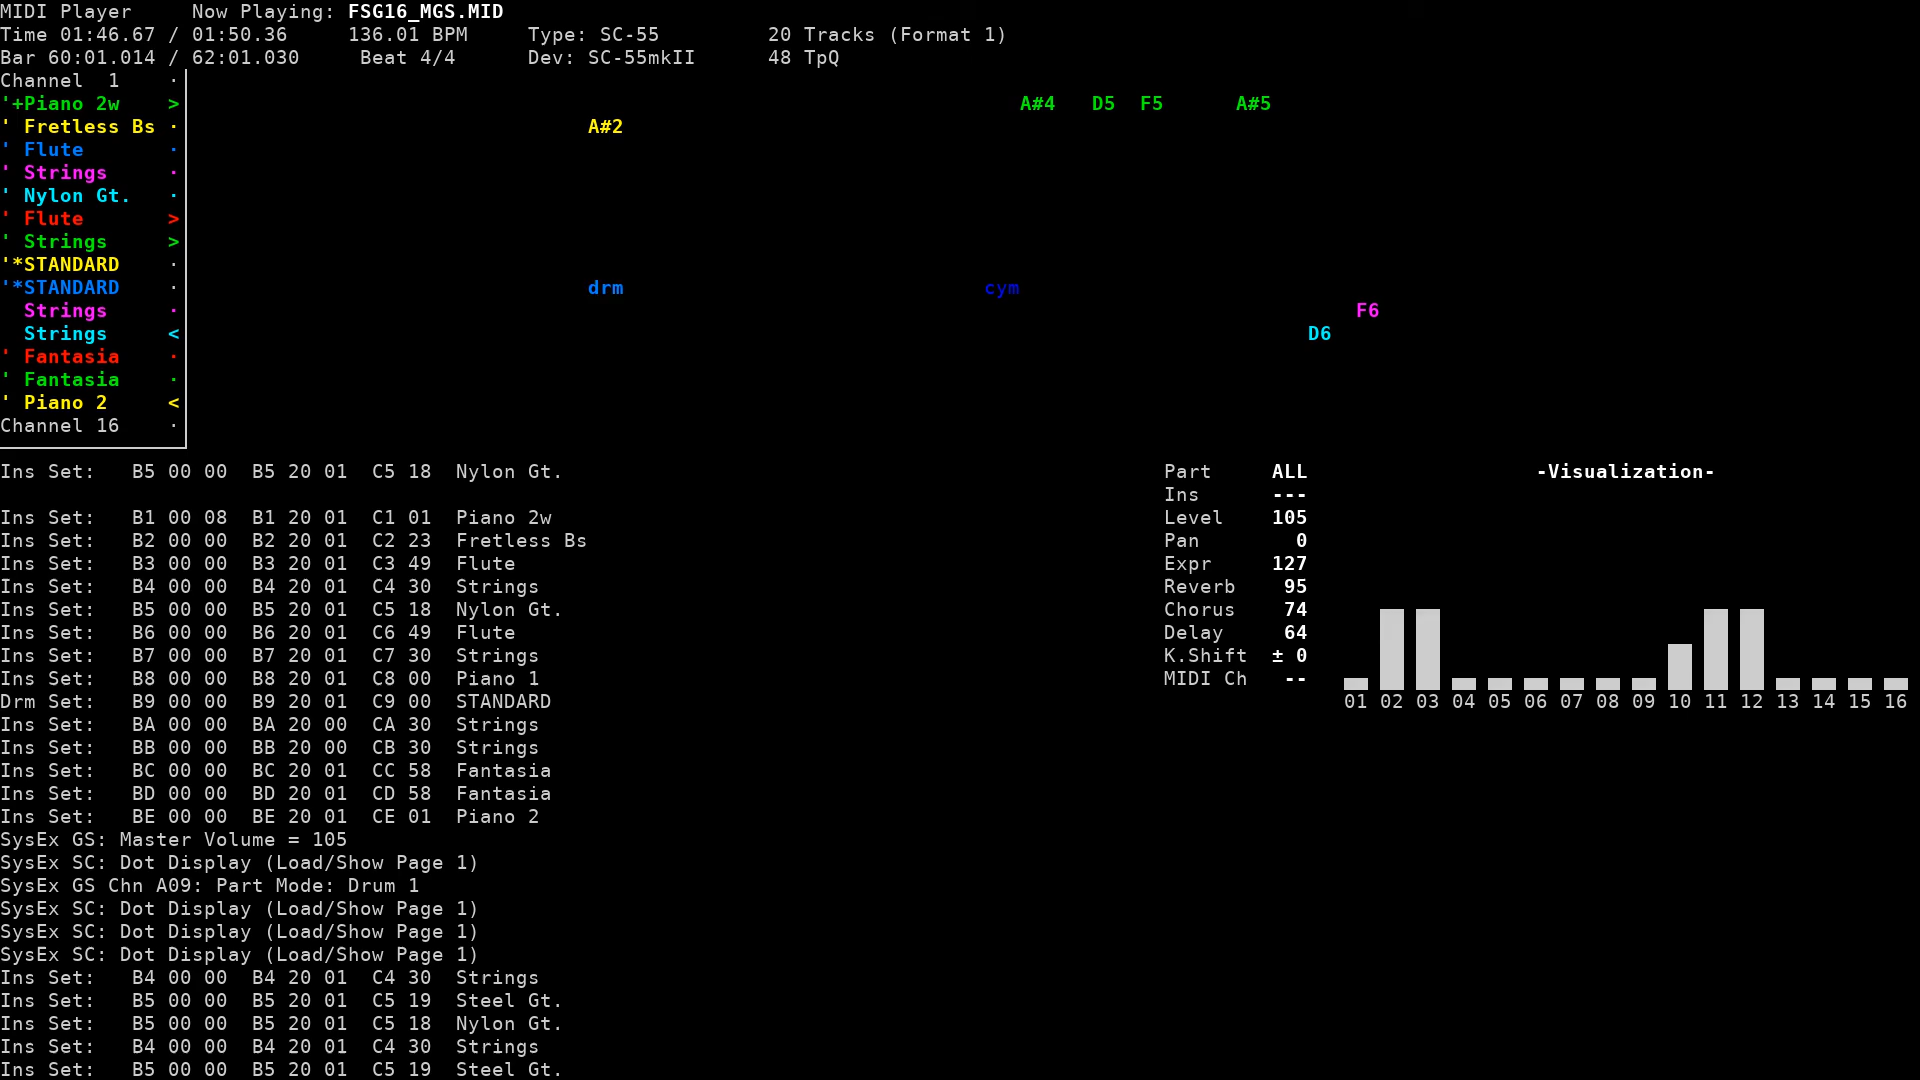 MIDI Player     Now Playing: FSG16_MGS.MID
Time 01:46.67 / 01:50.36     136.01 BPM     Type: SC-55         20 Tracks (Format 1)
Bar 60:01.014 / 62:01.030     Beat 4/4      Dev: SC-55mkII      48 TpQ
Channel  1    ·
'+Piano 2w    >   A#4   D5  F5      A#5
' Fretless Bs ·   A#2
' Flute       ·
' Strings     ·
' Nylon Gt.   ·
' Flute       >
' Strings     >
'*STANDARD    ·
'*STANDARD    ·   drm   cym
  Strings     ·   F6
  Strings     <   D6
' Fantasia    ·
' Fantasia    ·
' Piano 2     <
Channel 16    ·
Ins Set:   B5 00 00  B5 20 01  C5 18  Nylon Gt.
Ins Set:   B1 00 08  B1 20 01  C1 01  Piano 2w
Ins Set:   B2 00 00  B2 20 01  C2 23  Fretless Bs
Ins Set:   B3 00 00  B3 20 01  C3 49  Flute
Ins Set:   B4 00 00  B4 20 01  C4 30  Strings
Ins Set:   B5 00 00  B5 20 01  C5 18  Nylon Gt.
Ins Set:   B6 00 00  B6 20 01  C6 49  Flute
Ins Set:   B7 00 00  B7 20 01  C7 30  Strings
Ins Set:   B8 00 00  B8 20 01  C8 00  Piano 1
Drm Set:   B9 00 00  B9 20 01  C9 00  STANDARD
Ins Set:   BA 00 00  BA 20 00  CA 30  Strings
Ins Set:   BB 00 00  BB 20 00  CB 30  Strings
Ins Set:   BC 00 00  BC 20 01  CC 58  Fantasia
Ins Set:   BD 00 00  BD 20 01  CD 58  Fantasia
Ins Set:   BE 00 00  BE 20 01  CE 01  Piano 2
SysEx GS: Master Volume = 105
SysEx SC: Dot Display (Load/Show Page 1)
SysEx GS Chn A09: Part Mode: Drum 1
SysEx SC: Dot Display (Load/Show Page 1)
SysEx SC: Dot Display (Load/Show Page 1)
SysEx SC: Dot Display (Load/Show Page 1)
Ins Set:   B4 00 00  B4 20 01  C4 30  Strings
Ins Set:   B5 00 00  B5 20 01  C5 19  Steel Gt.
Ins Set:   B5 00 00  B5 20 01  C5 18  Nylon Gt.
Ins Set:   B4 00 00  B4 20 01  C4 30  Strings
Ins Set:   B5 00 00  B5 20 01  C5 19  Steel Gt.
Part     ALL
Ins      ---
Level    105
Pan        0
Expr     127
Reverb    95
Chorus    74
Delay     64
K.Shift  ± 0
MIDI Ch   --
-Visualization-
01 02 03 04 05 06 07 08 09 10 11 12 13 14 15 16